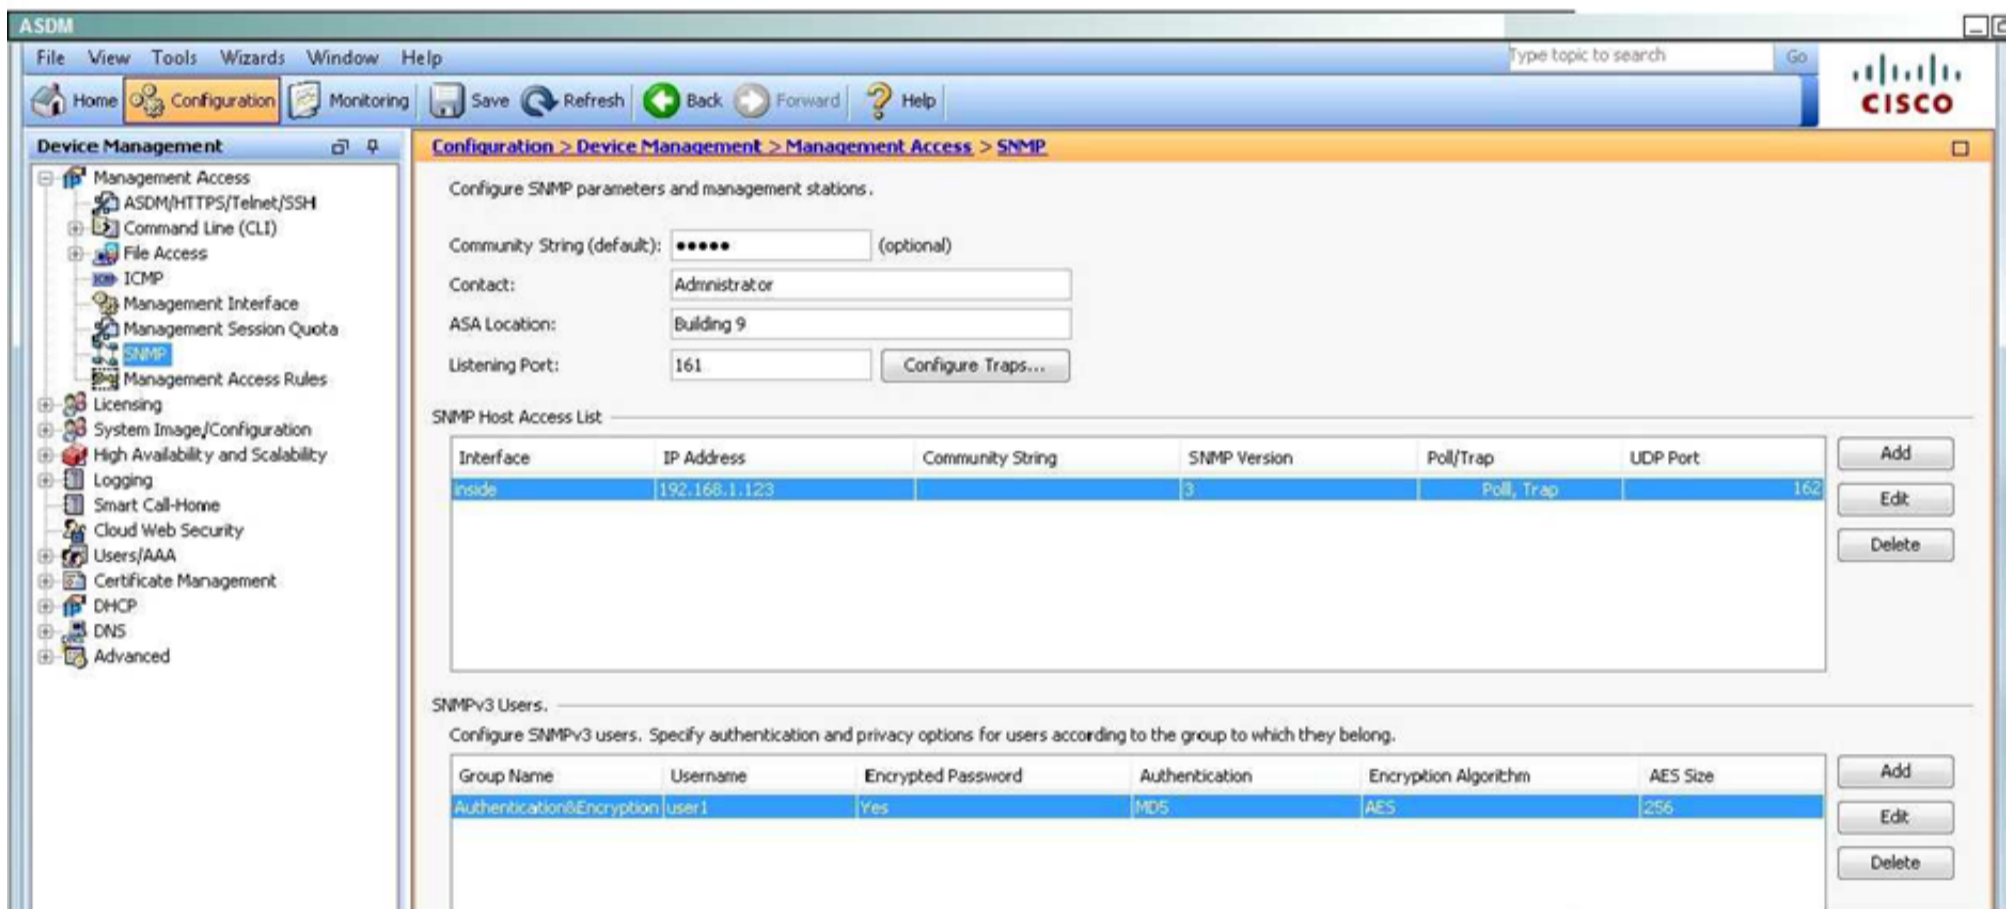 ASDM
File View Tools Wizards Window Help
Type topic to search Go
Home Configuration Monitoring Save Refresh Back Forward Help
CISCO
Device Management
Management Access
ASDM/HTTPS/Telnet/SSH
Command Line (CLI)
File Access
ICMP
Management Interface
Management Session Quota
SNMP
Management Access Rules
Licensing
System Image/Configuration
High Availability and Scalability
Logging
Smart Call-Home
Cloud Web Security
Users/AAA
Certificate Management
DHCP
DNS
Advanced
Configuration > Device Management > Management Access > SNMP
Configure SNMP parameters and management stations.
Community String (default): ••••• (optional)
Contact: Admnistrator
ASA Location: Building 9
Listening Port: 161 Configure Traps...
SNMP Host Access List
Interface IP Address Community String SNMP Version Poll/Trap UDP Port
inside 192.168.1.123 3 Poll, Trap 162
Add
Edit
Delete
SNMPv3 Users.
Configure SNMPv3 users. Specify authentication and privacy options for users according to the group to which they belong.
Group Name Username Encrypted Password Authentication Encryption Algorithm AES Size
Authentication&Encryption user1 Yes MD5 AES 256
Add
Edit
Delete